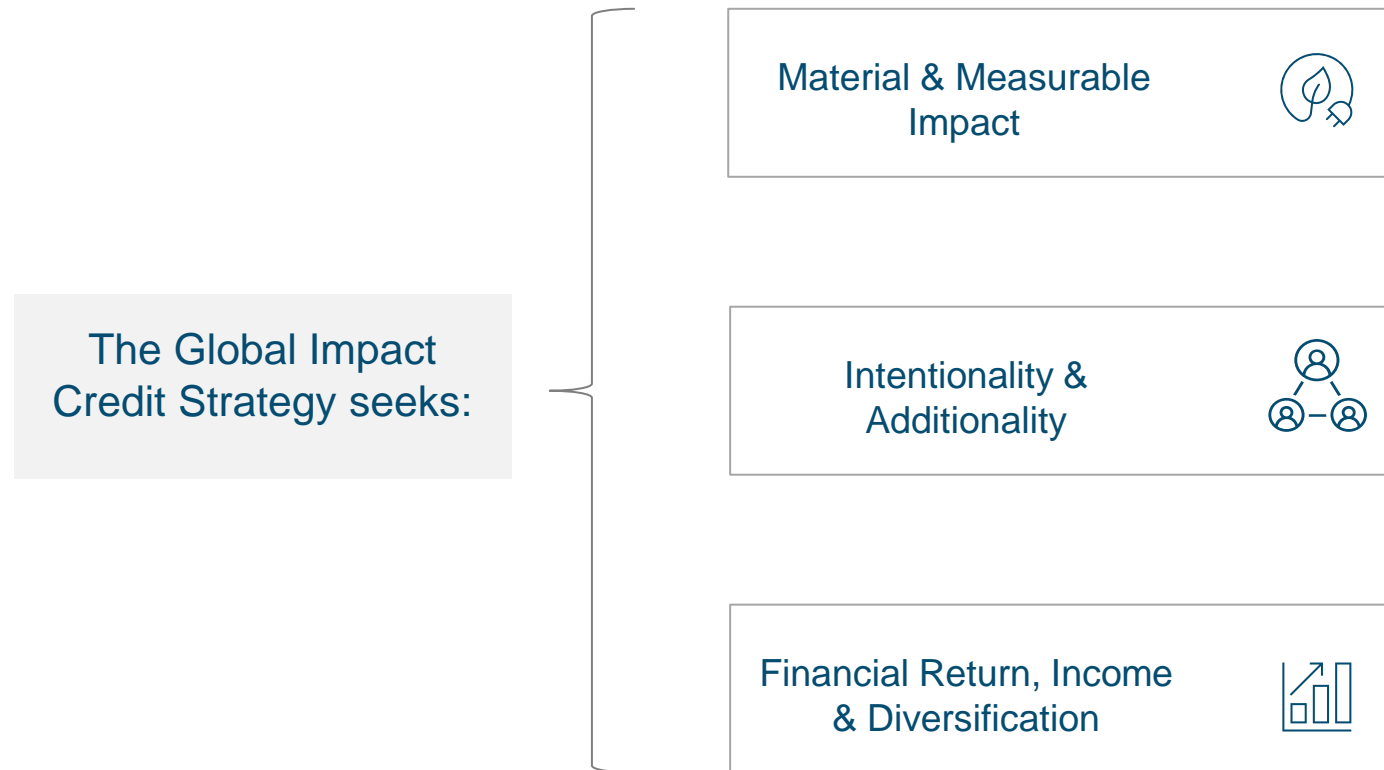 The Global Impact
Credit Strategy seeks:
Material & Measurable
Impact
Intentionality &
Additionality
Financial Return, Income
& Diversification